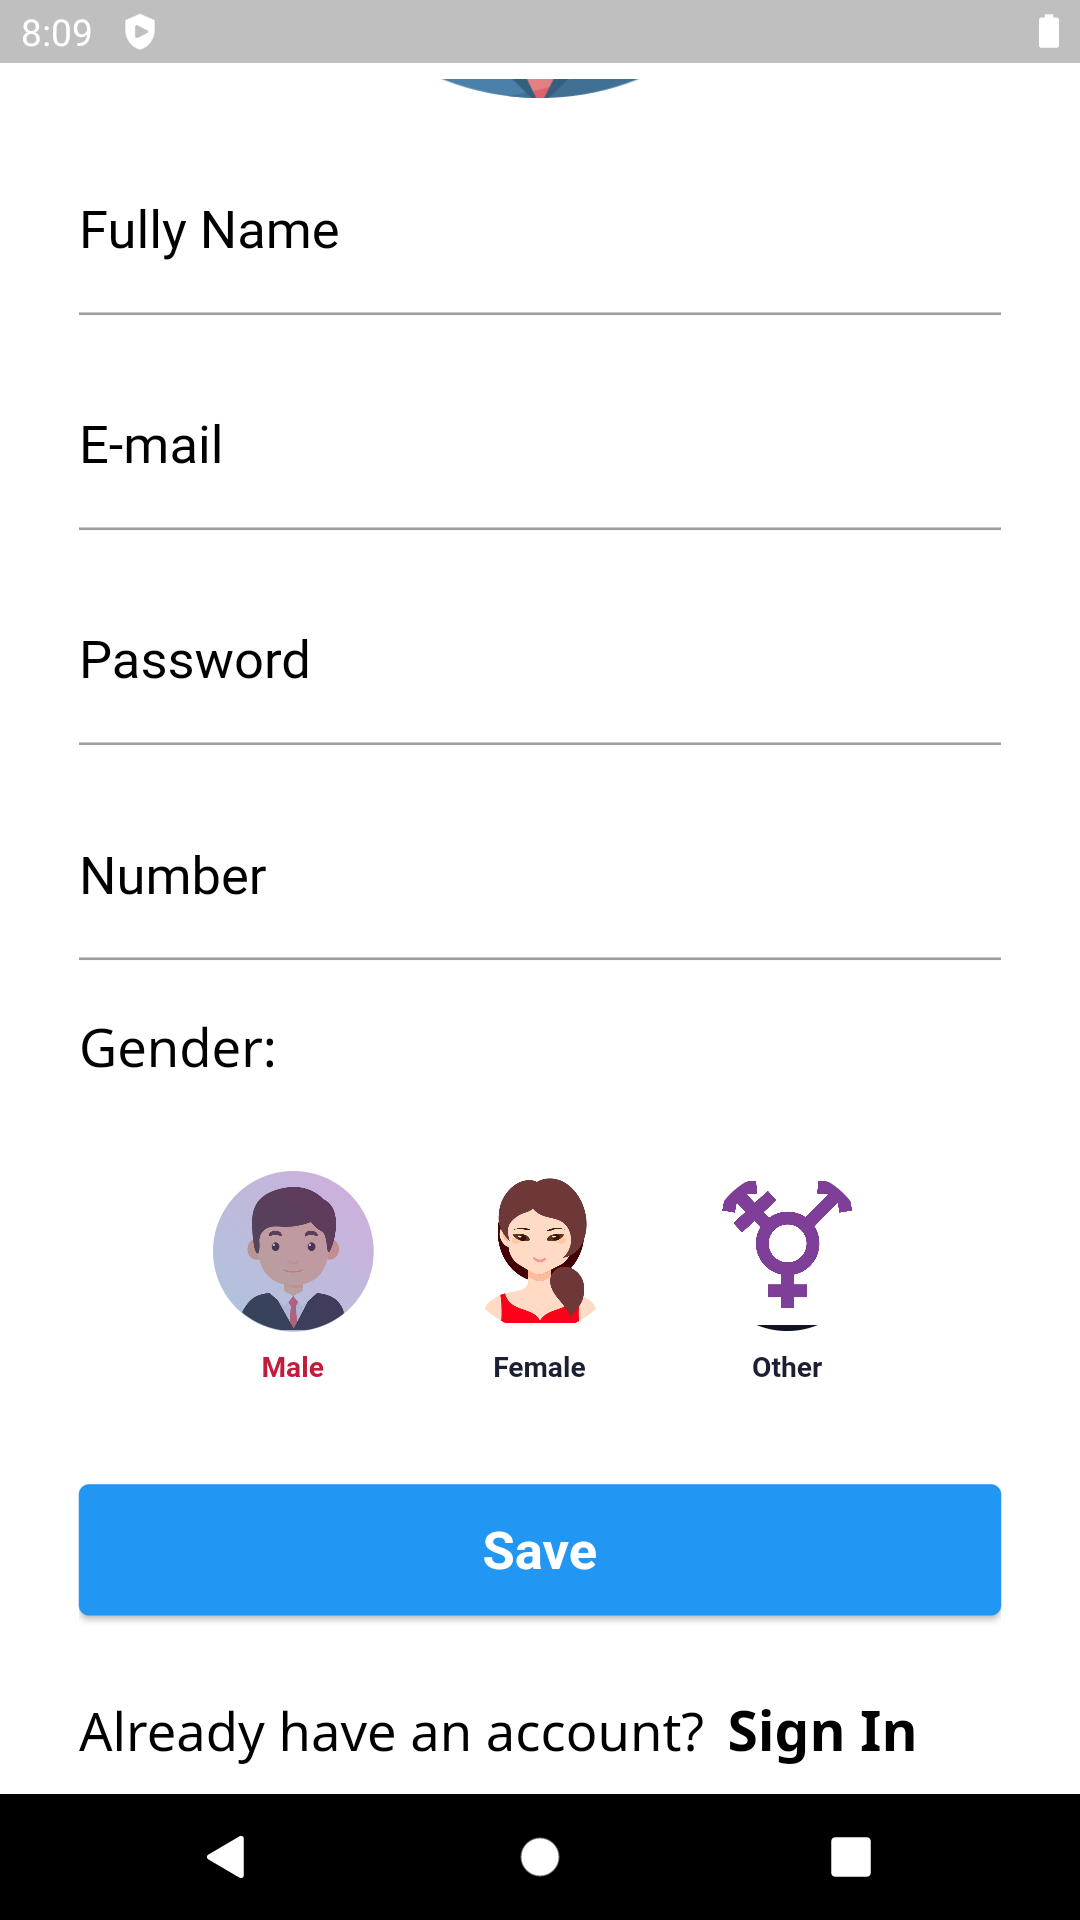 8:09
Fully Name
E-mail
Password
Number
Gender:
Male Female Other
Save
Already have an account? Sign In